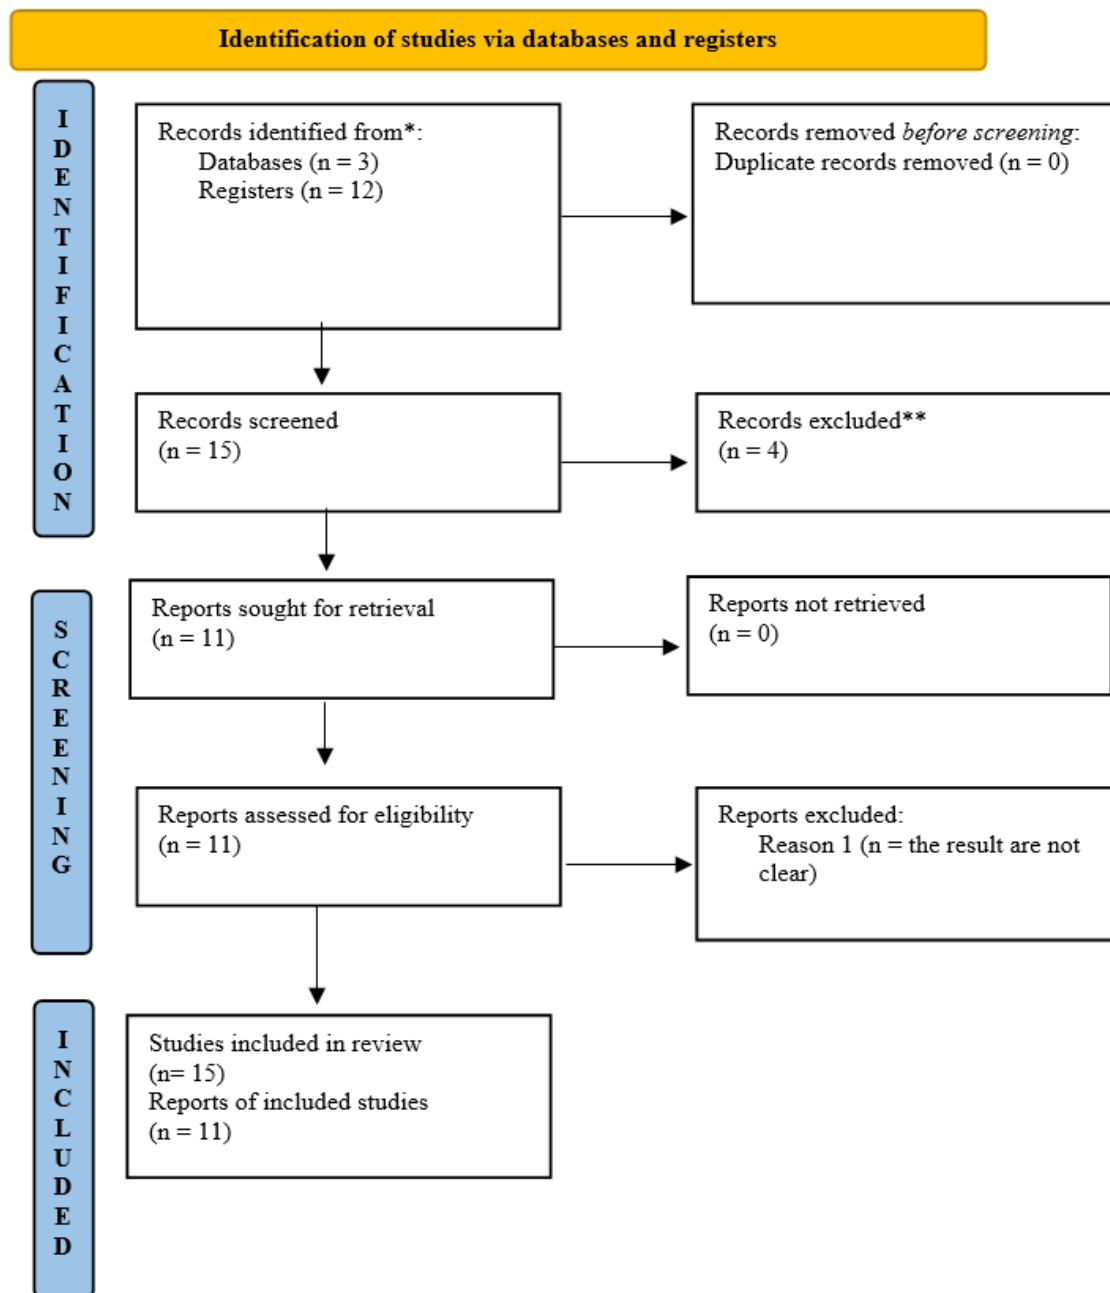 Identification of studies via databases and registers
IDENTIFICATION
Records identified from*:
Databases (n = 3)
Registers (n = 12)
Records removed before screening:
Duplicate records removed (n = 0)
Records screened
(n = 15)
Records excluded**
(n = 4)
SCREENING
Reports sought for retrieval
(n = 11)
Reports not retrieved
(n = 0)
Reports assessed for eligibility
(n = 11)
Reports excluded:
Reason 1 (n = the result are not
clear)
INCLUDED
Studies included in review
(n= 15)
Reports of included studies
(n = 11)